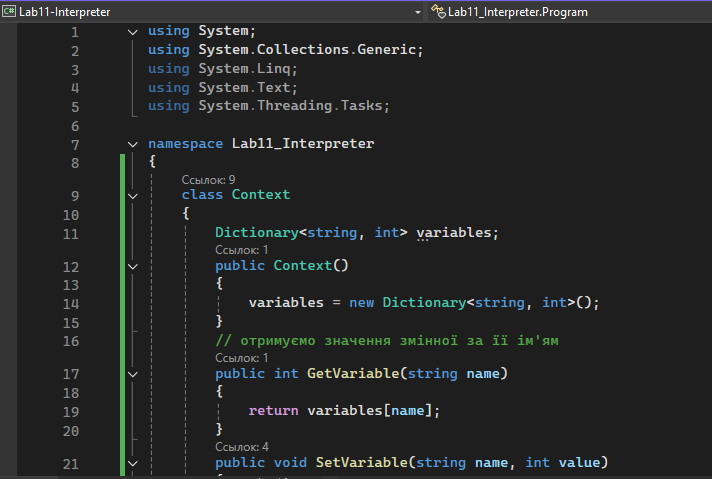 C# Lab11-Interpreter Lab11_Interpreter.Program
1 using System;
2 using System.Collections.Generic;
3 using System.Linq;
4 using System.Text;
5 using System.Threading.Tasks;
6
7 namespace Lab11_Interpreter
8 {
Ссылок: 9
9 class Context
10 {
11 Dictionary<string, int> variables;
Ссылок: 1
12 public Context()
13 {
14 variables = new Dictionary<string, int>();
15 }
16 // отримуємо значення змінної за її ім'ям
Ссылок: 1
17 public int GetVariable(string name)
18 {
19 return variables[name];
20 }
Ссылок: 4
21 public void SetVariable(string name, int value)